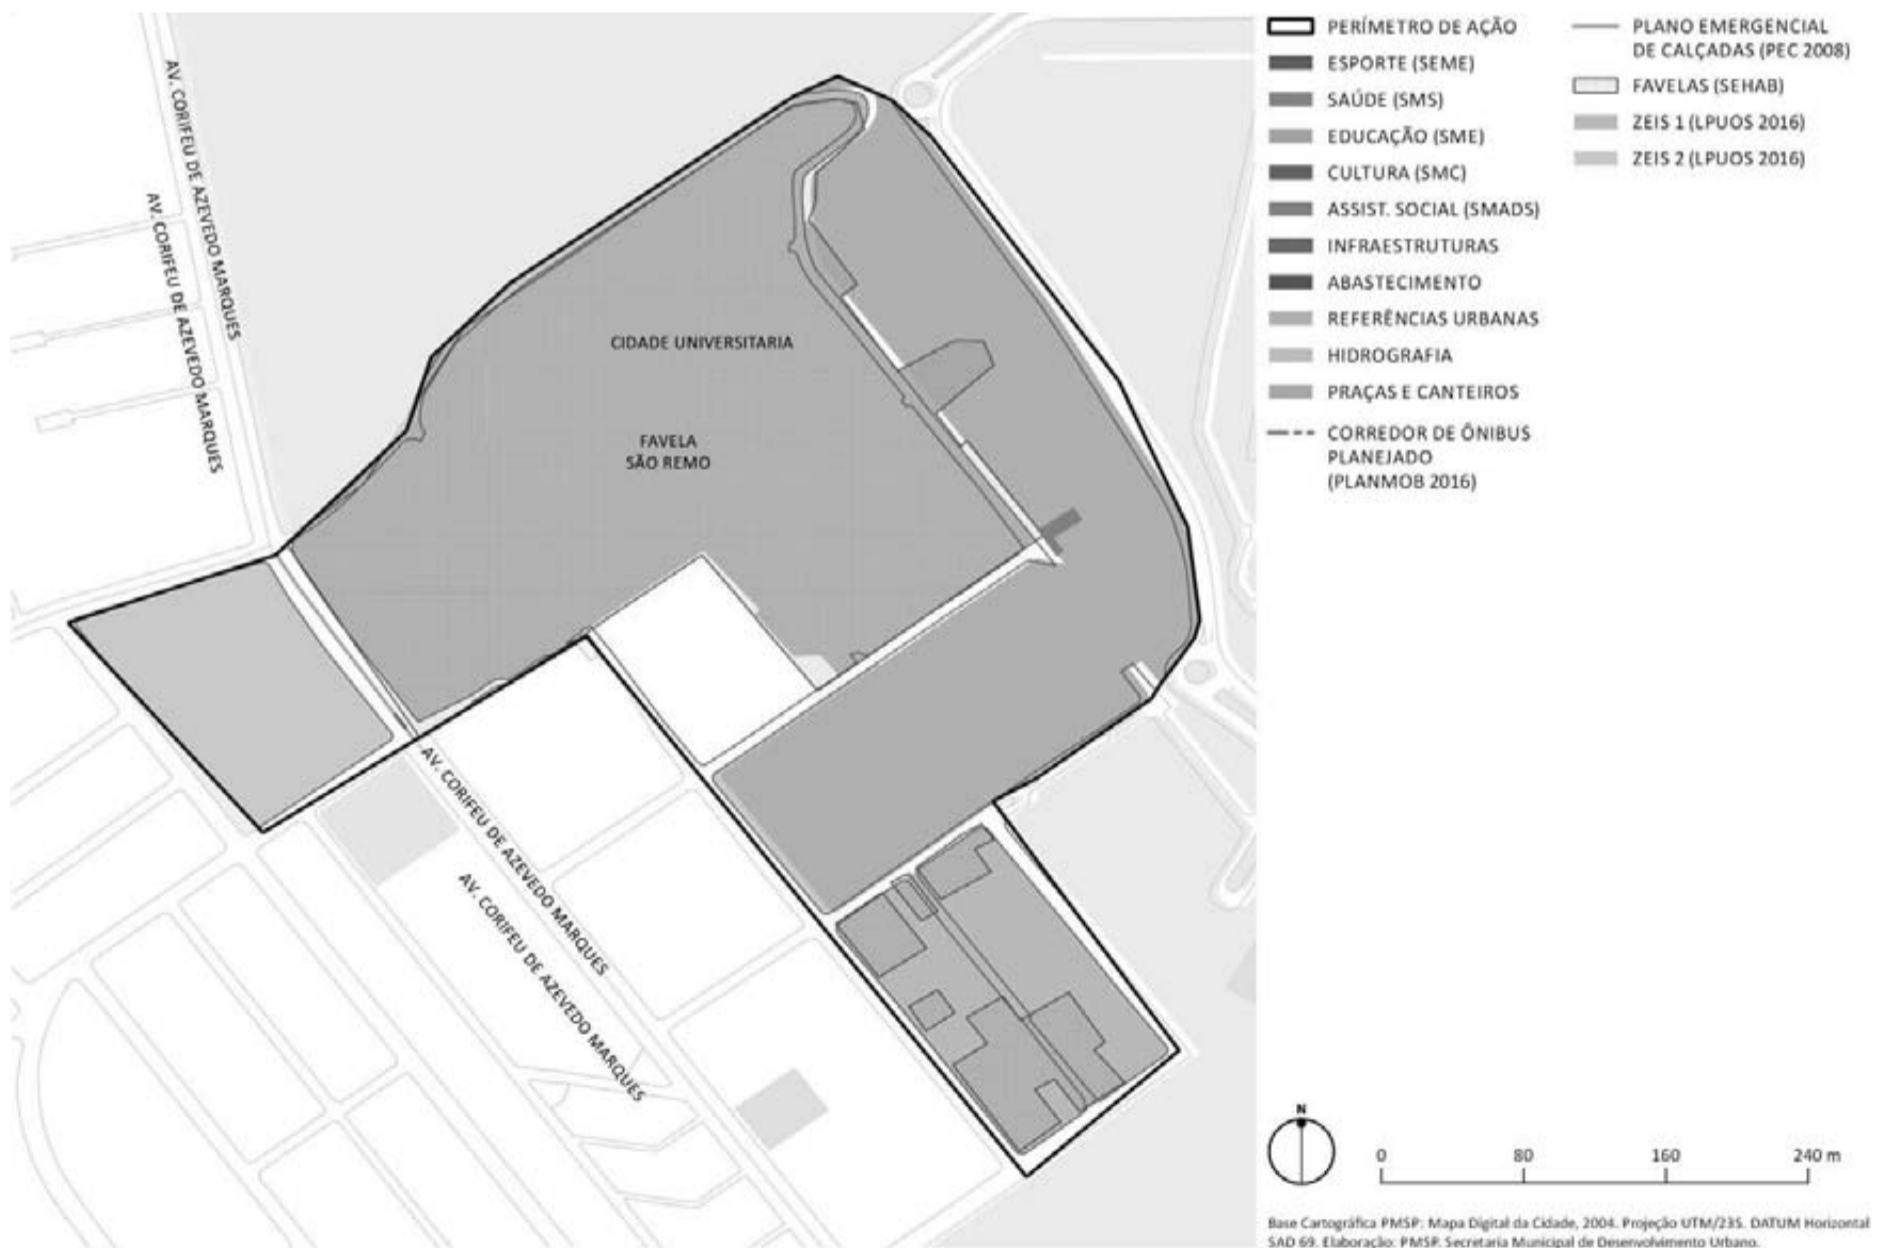 AV. CORIFEU DE AZEVEDO MARQUES
AV. CORIFEU DE AZEVEDO MARQUES
CIDADE UNIVERSITARIA
FAVELA
SÃO REMO
AV. CORIFEU DE AZEVEDO MARQUES
AV. CORIFEU DE AZEVEDO MARQUES
PERÍMETRO DE AÇÃO
ESPORTE (SEME)
SAÚDE (SMS)
EDUCAÇÃO (SME)
CULTURA (SMC)
ASSIST. SOCIAL (SMADS)
INFRAESTRUTURAS
ABASTECIMENTO
REFERÊNCIAS URBANAS
HIDROGRAFIA
PRAÇAS E CANTEIROS
CORREDOR DE ÔNIBUS
PLANEJADO
(PLANMOB 2016)
PLANO EMERGENCIAL
DE CALÇADAS (PEC 2008)
FAVELAS (SEHAB)
ZEIS 1 (LPUOS 2016)
ZEIS 2 (LPUOS 2016)
N
0 80 160 240 m
Base Cartográfica PMSP: Mapa Digital da Cidade, 2004. Projeção UTM/23S. DATUM Horizontal
SAD 69. Elaboração: PMSP. Secretaria Municipal de Desenvolvimento Urbano.